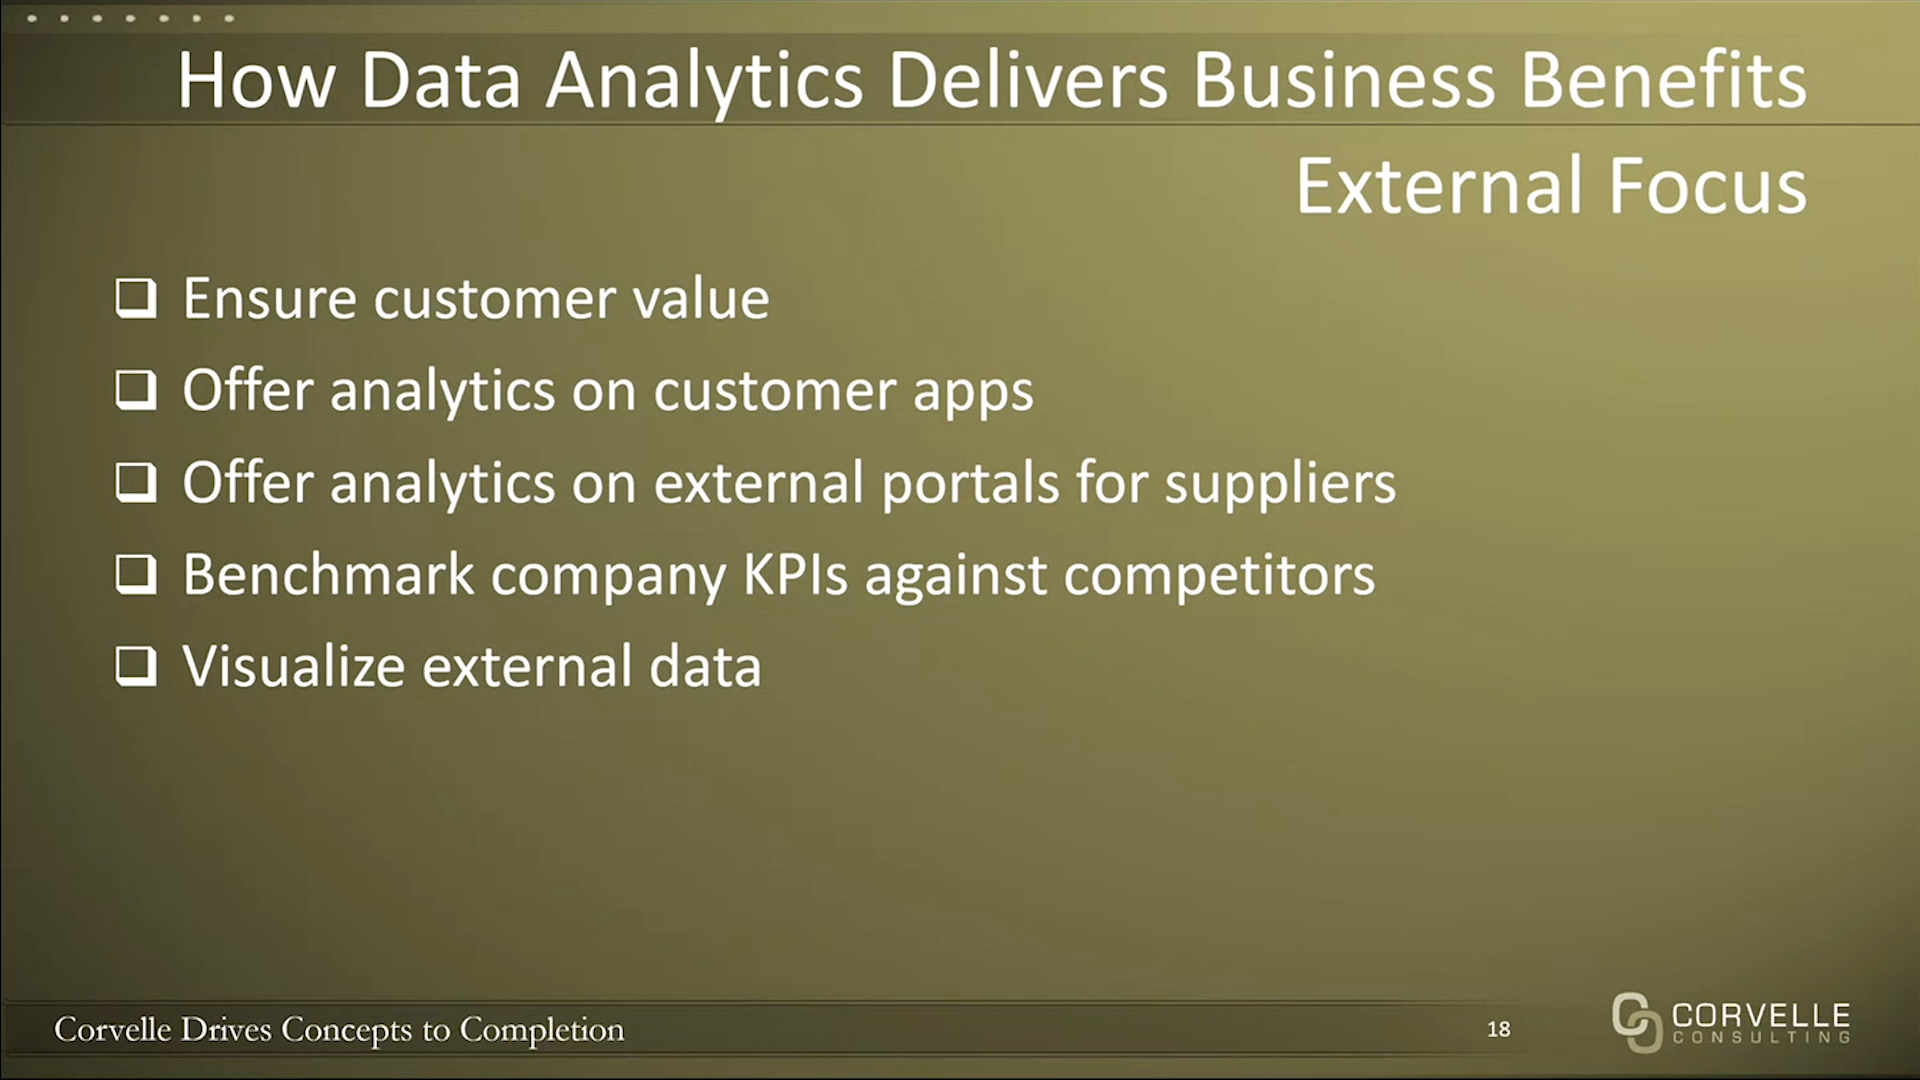 How Data Analytics Delivers Business Benefits
External Focus
Ensure customer value
Offer analytics on customer apps
Offer analytics on external portals for suppliers
Benchmark company KPIs against competitors
Visualize external data
Corvelle Drives Concepts to Completion
18
CORVELLE
CONSULTING